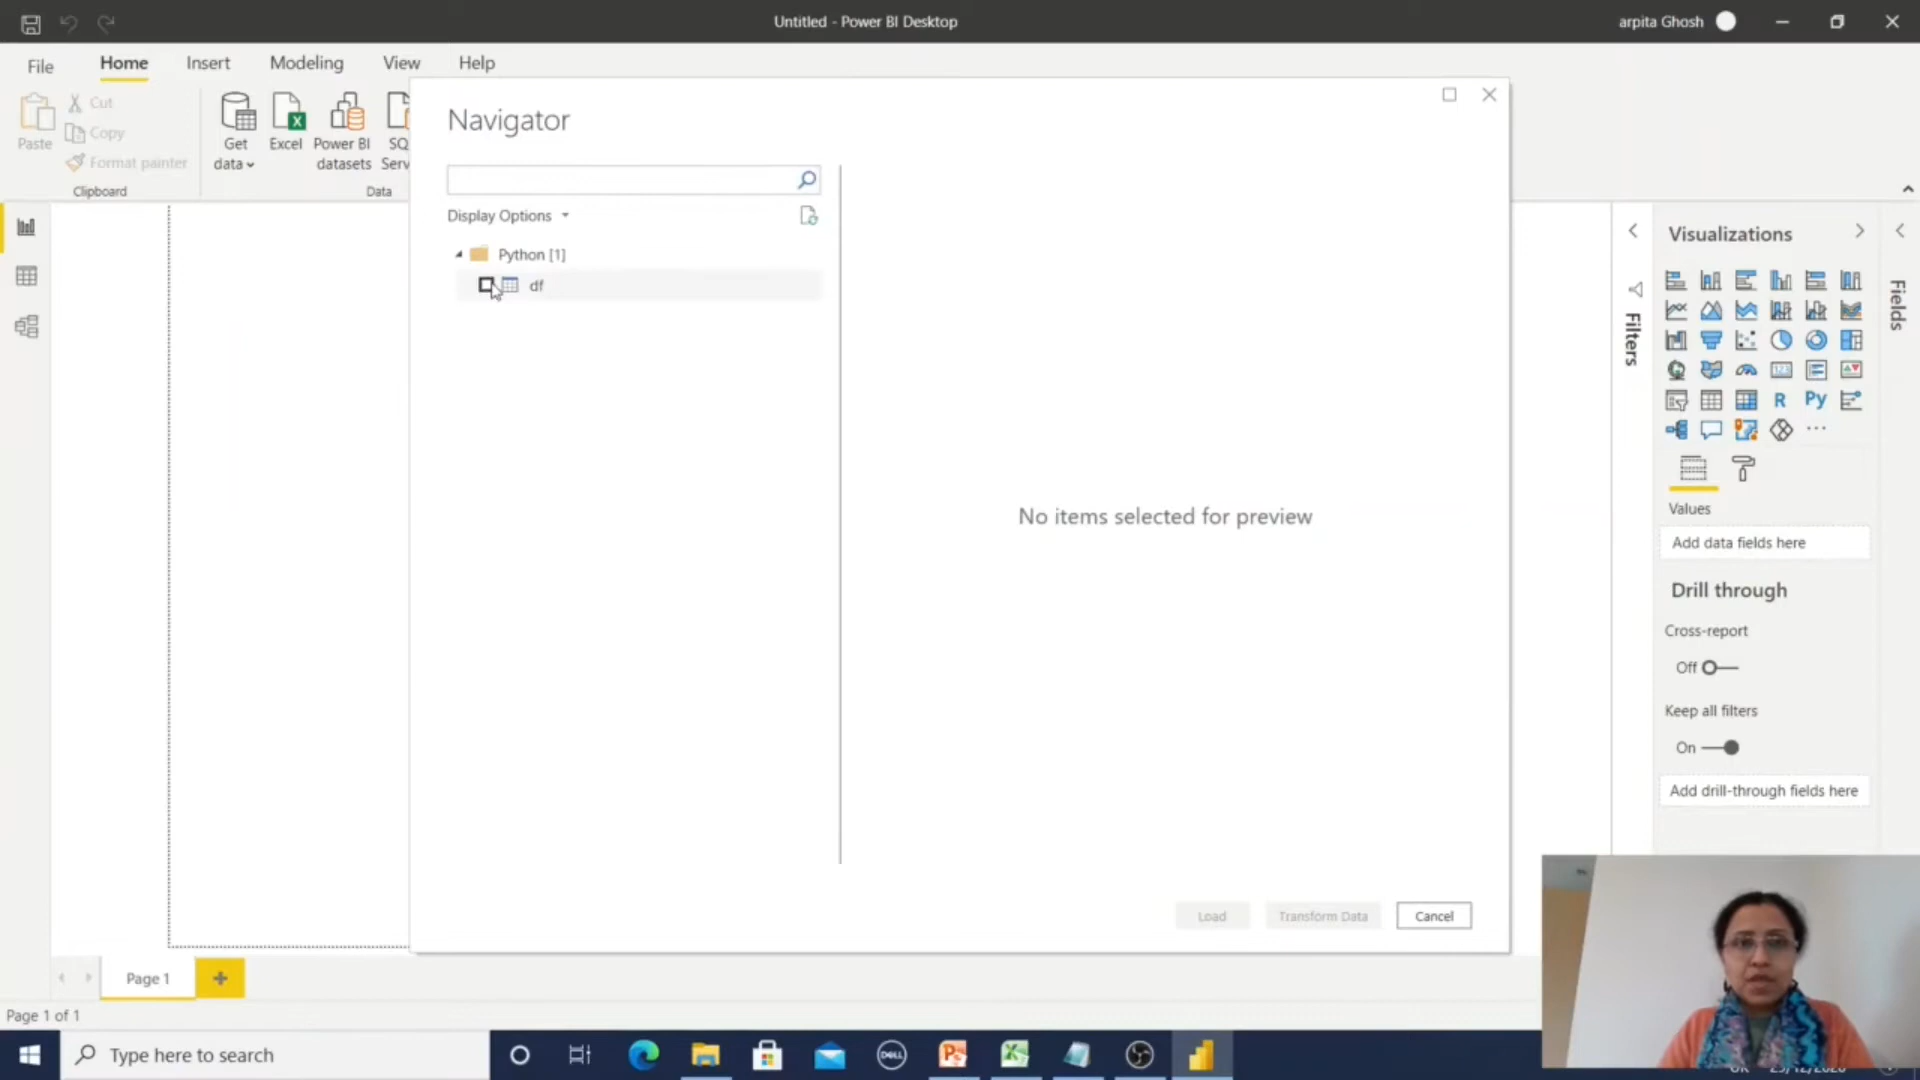 Untitled - Power BI Desktop
arpita Ghosh
File
Home
Insert
Modeling
View
Help
Paste
Cut
Copy
Format painter
Clipboard
Get
data
Excel
Power BI
datasets
SQ
Serv
Data
Navigator
Display Options
Python [1]
df
No items selected for preview
Load
Transform Data
Cancel
Filters
Visualizations
Fields
R
Py
Values
Add data fields here
Drill through
Cross-report
Off
Keep all filters
On
Add drill-through fields here
Page 1
Page 1 of 1
Type here to search
DELL